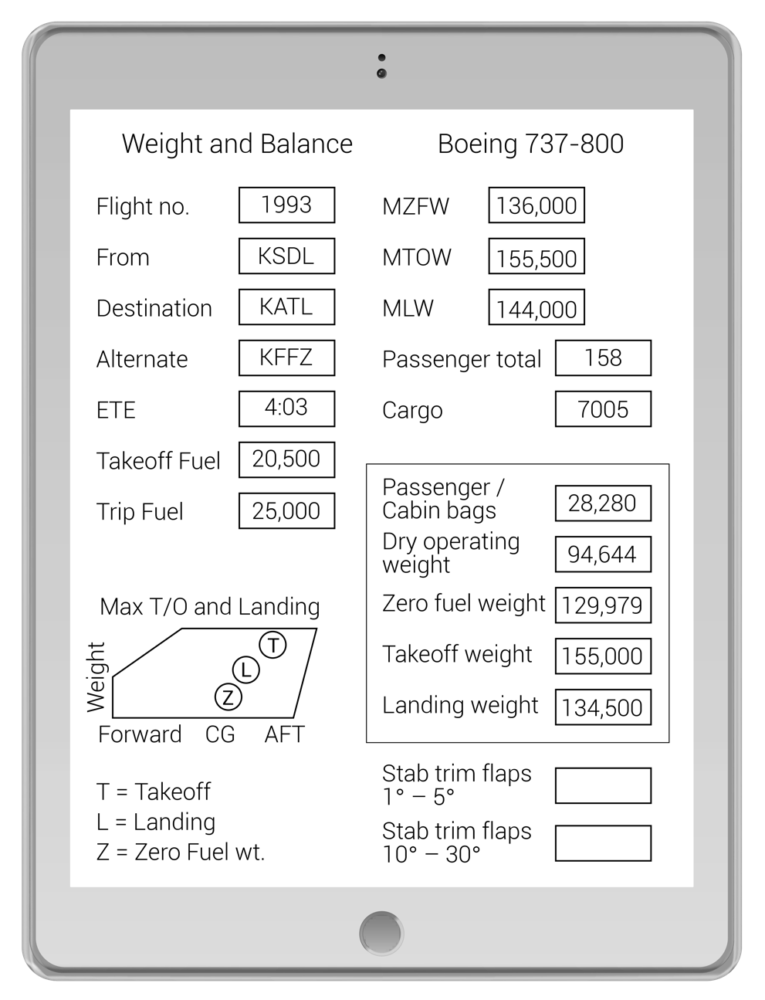 Weight and Balance
Boeing 737-800
Flight no. 1993
From KSDL
Destination KATL
Alternate KFFZ
ETE 4:03
Takeoff Fuel 20,500
Trip Fuel 25,000
MZFW 136,000
MTOW 155,500
MLW 144,000
Passenger total 158
Cargo 7005
Passenger /
Cabin bags 28,280
Dry operating
weight 94,644
Zero fuel weight 129,979
Takeoff weight 155,000
Landing weight 134,500
Max T/O and Landing
Weight
T
L
Z
Forward CG AFT
T = Takeoff
L = Landing
Z = Zero Fuel wt.
Stab trim flaps
1° – 5°
Stab trim flaps
10° – 30°